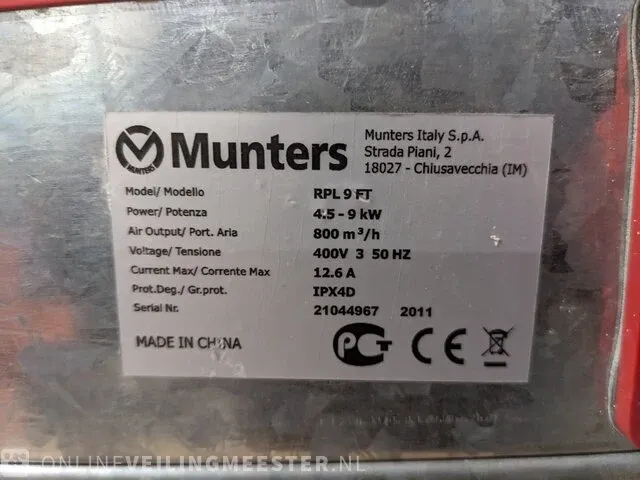 MUNTERS
Munters
Munters Italy S.p.A.
Strada Piani, 2
18027 - Chiusavecchia (IM)
Model/ Modello RPL 9 FT
Power/ Potenza 4.5 - 9 kW
Air Output/ Port. Aria 800 m³/h
Voltage/ Tensione 400V 3 50 HZ
Current Max/ Corrente Max 12.6 A
Prot.Deg./ Gr.prot. IPX4D
Serial Nr. 21044967 2011
MADE IN CHINA
PCT CE
ONLINEVEILINGMEESTER.NL